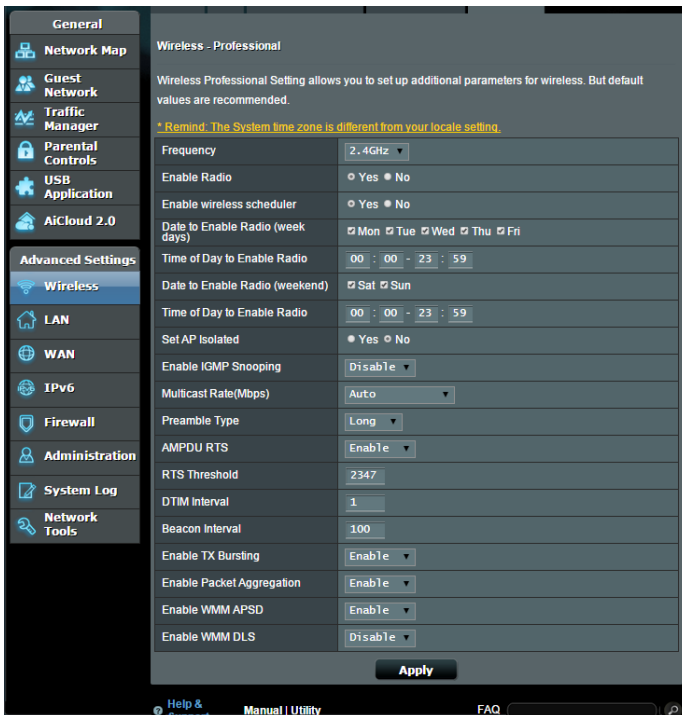 General
Network Map
Guest
Network
Traffic
Manager
Parental
Controls
USB
Application
AiCloud 2.0
Advanced Settings
Wireless
LAN
WAN
IPv6
Firewall
Administration
System Log
Network
Tools
Wireless - Professional
Wireless Professional Setting allows you to set up additional parameters for wireless. But default
values are recommended.
* Remind: The System time zone is different from your locale setting.
Frequency 2.4GHz
Enable Radio Yes No
Enable wireless scheduler Yes No
Date to Enable Radio (week
days) Mon Tue Wed Thu Fri
Time of Day to Enable Radio 00 : 00 - 23 : 59
Date to Enable Radio (weekend) Sat Sun
Time of Day to Enable Radio 00 : 00 - 23 : 59
Set AP Isolated Yes No
Enable IGMP Snooping Disable
Multicast Rate(Mbps) Auto
Preamble Type Long
AMPDU RTS Enable
RTS Threshold 2347
DTIM Interval 1
Beacon Interval 100
Enable TX Bursting Enable
Enable Packet Aggregation Enable
Enable WMM APSD Enable
Enable WMM DLS Disable
Apply
Help &
Support Manual | Utility FAQ